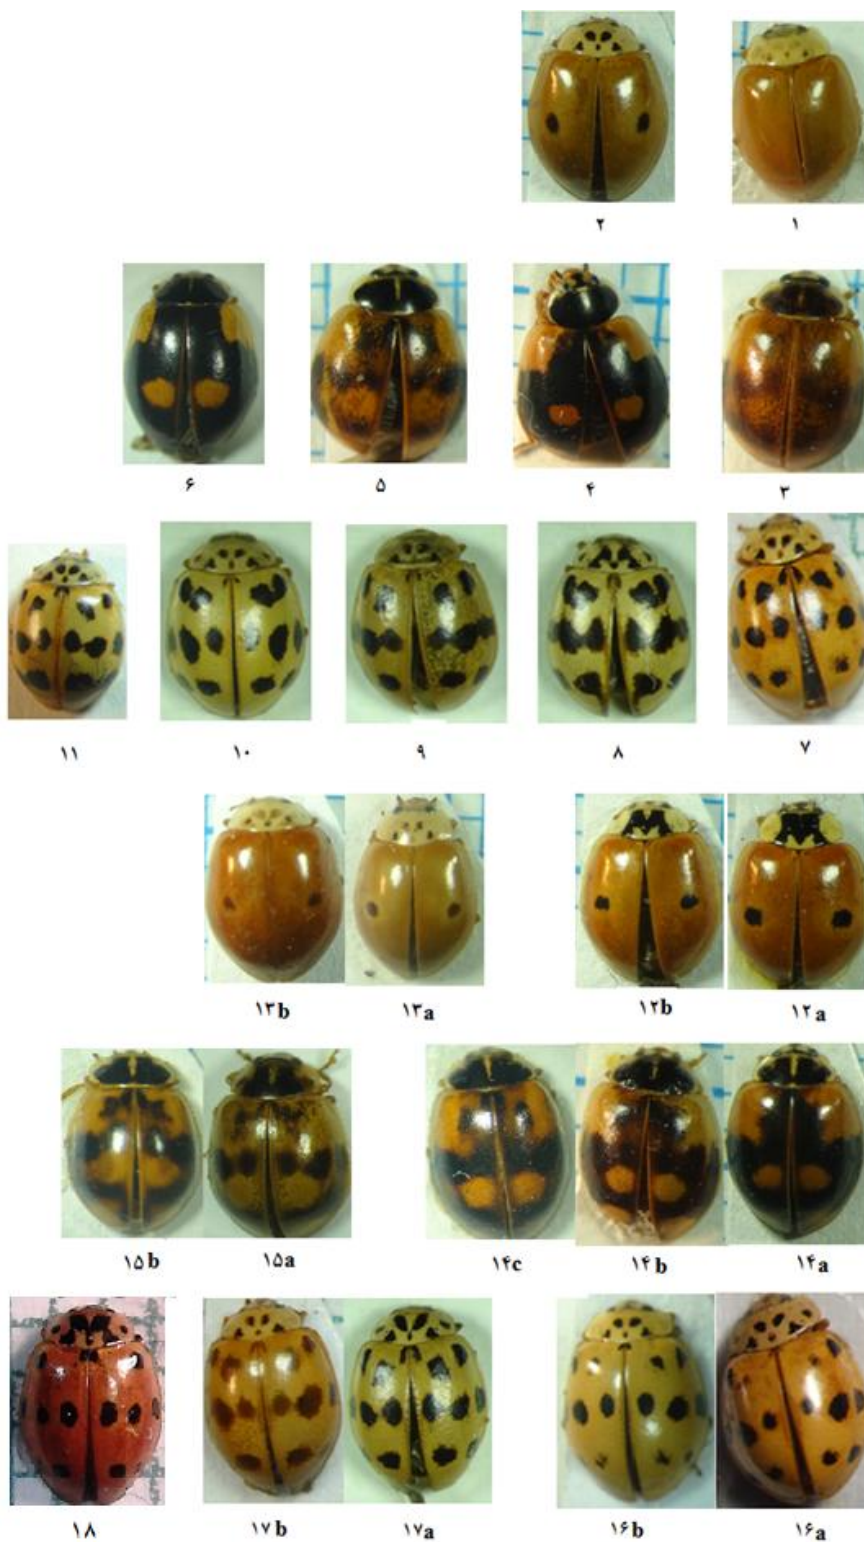 ۱ ۲
۳ ۴ ۵ ۶
۷ ۸ ۹ ۱۰ ۱۱
۱۲a ۱۲b ۱۳a ۱۳b
۱۴a ۱۴b ۱۴c ۱۵a ۱۵b
۱۶a ۱۶b ۱۷a ۱۷b ۱۸